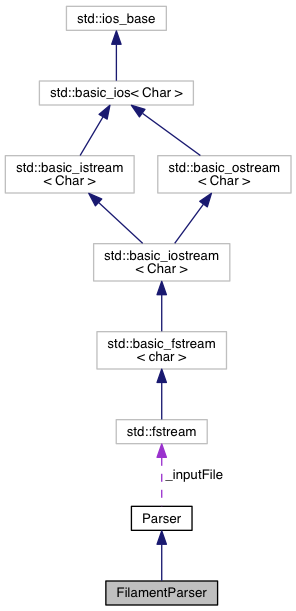 std::ios_base
std::basic_ios< Char >
std::basic_istream
< Char >
std::basic_ostream
< Char >
std::basic_iostream
< Char >
std::basic_fstream
< char >
std::fstream
_inputFile
Parser
FilamentParser